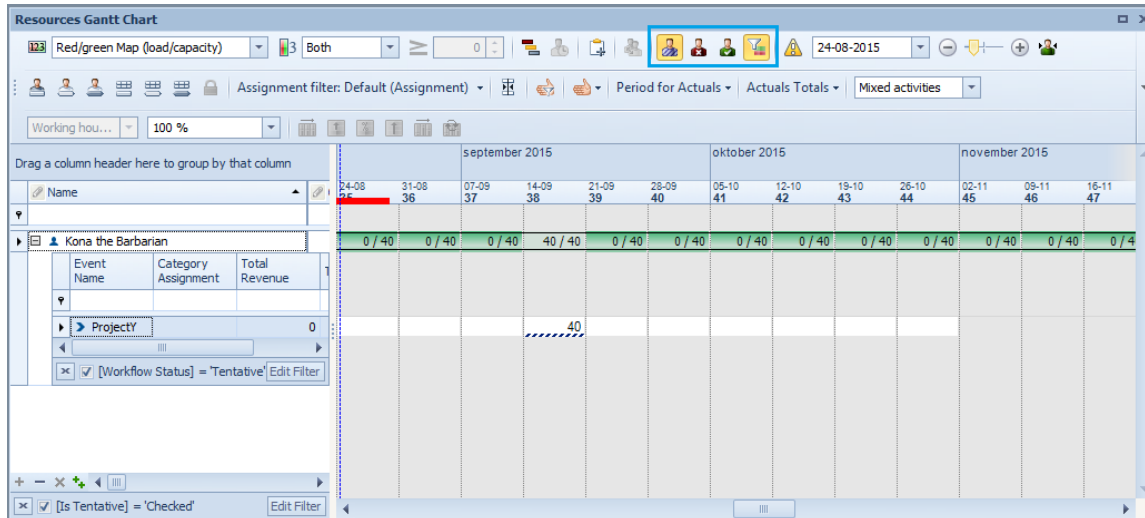 Resources Gantt Chart
123 Red/green Map (load/capacity) 3 Both 0 24-08-2015
Assignment filter: Default (Assignment) Period for Actuals Actuals Totals Mixed activities
Working hou... 100 %
Drag a column header here to group by that column
september 2015 oktober 2015 november 2015
Name
24-08 31-08 07-09 14-09 21-09 28-09 05-10 12-10 19-10 26-10 02-11 09-11 16-11
35 36 37 38 39 40 41 42 43 44 45 46 47
Kona the Barbarian 0 / 40 0 / 40 0 / 40 40 / 40 0 / 40 0 / 40 0 / 40 0 / 40 0 / 40 0 / 40 0 / 40 0 / 40 0 / 4
Event Category Total
Name Assignment Revenue
ProjectY 0 40
[Workflow Status] = 'Tentative' Edit Filter
[Is Tentative] = 'Checked' Edit Filter